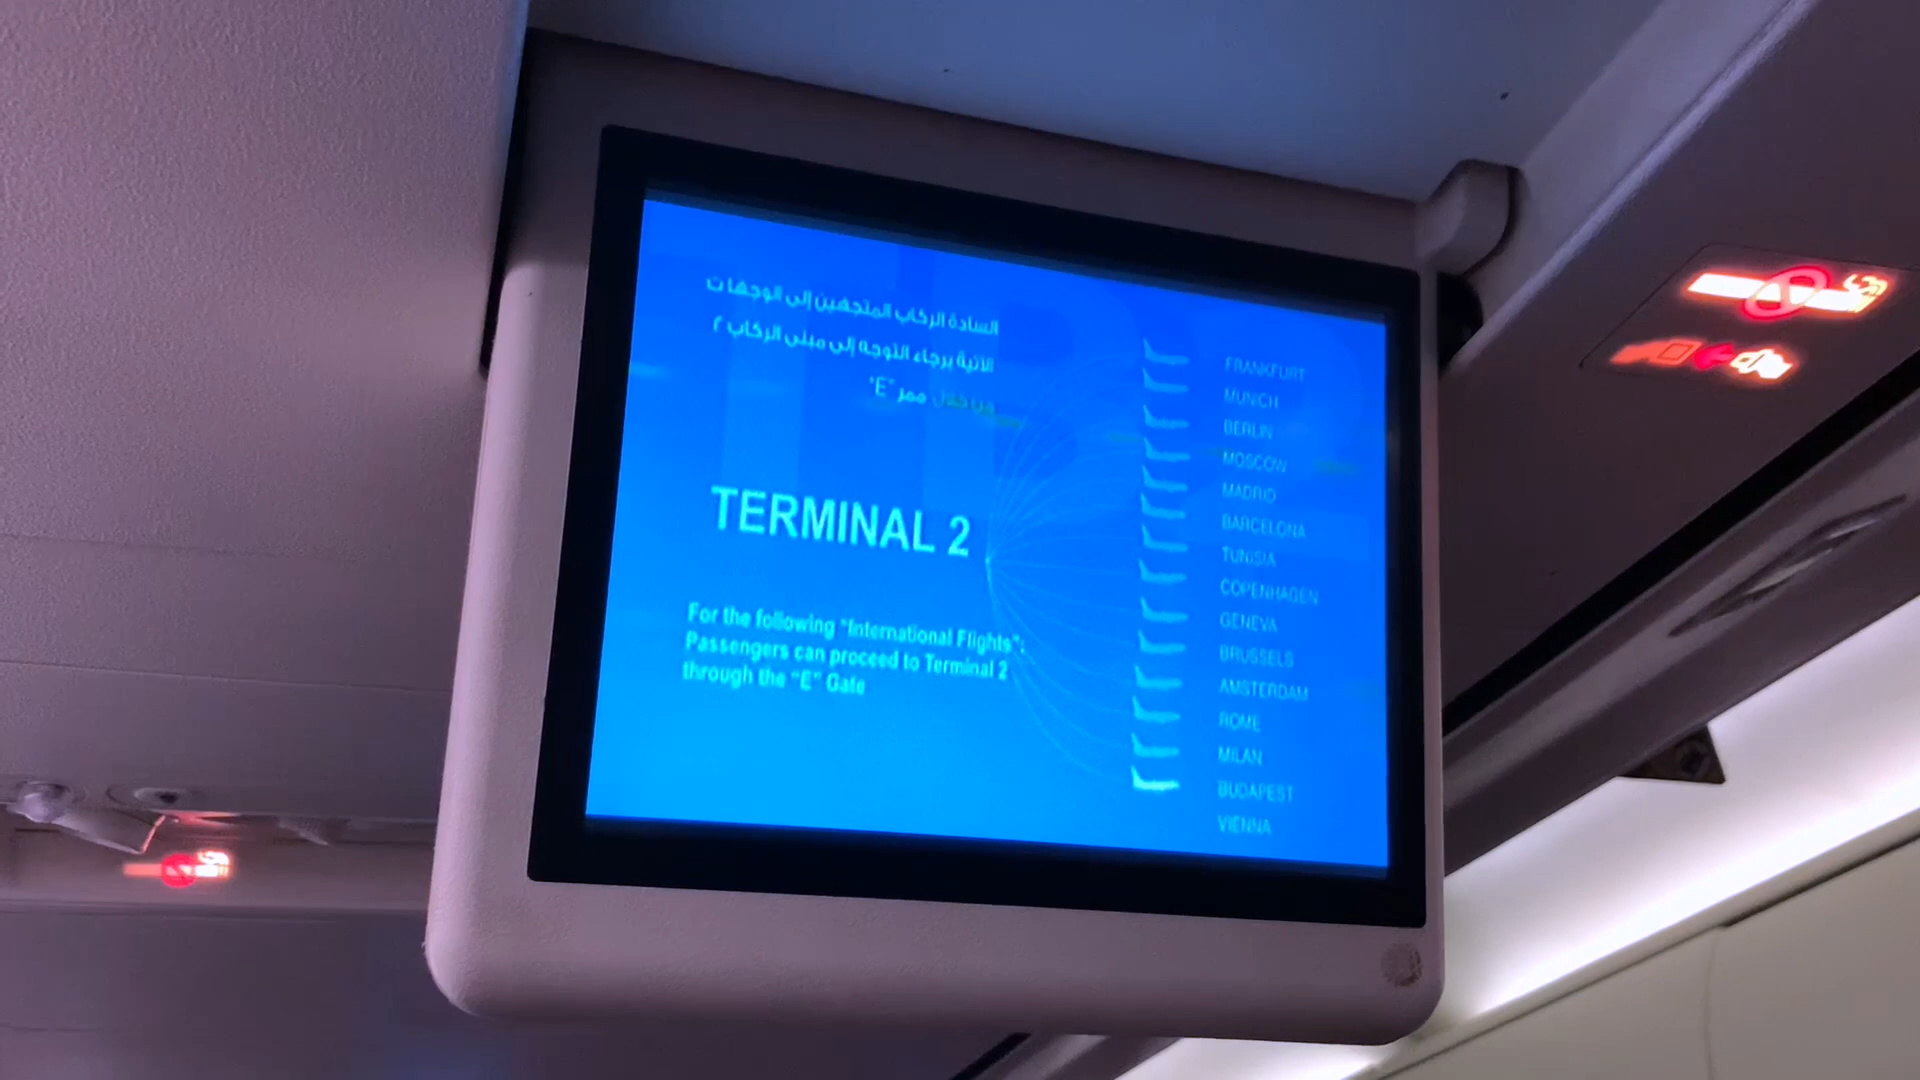 السادة الركاب المتجهين إلى الوجهات
الاتية برجاء التوجه إلى مبنى الركاب ٢
من خلال ممر "E"
TERMINAL 2
For the following "International Flights":
Passengers can proceed to Terminal 2
through the "E" Gate
FRANKFURT
MUNICH
BERLIN
MOSCOW
MADRID
BARCELONA
TUNISIA
COPENHAGEN
GENEVA
BRUSSELS
AMSTERDAM
ROME
MILAN
BUDAPEST
VIENNA